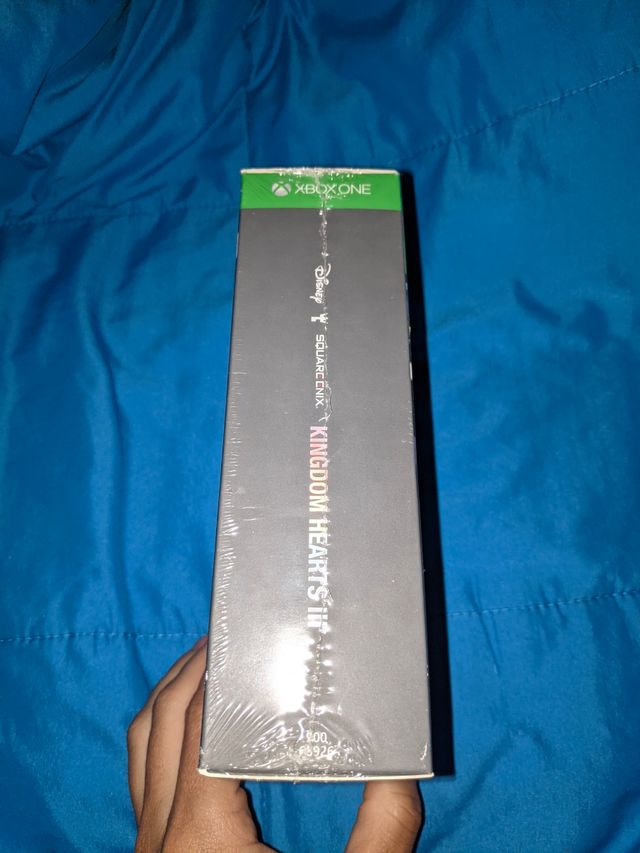 XBOX ONE
Disney
SQUARE ENIX.
KINGDOM HEARTS III